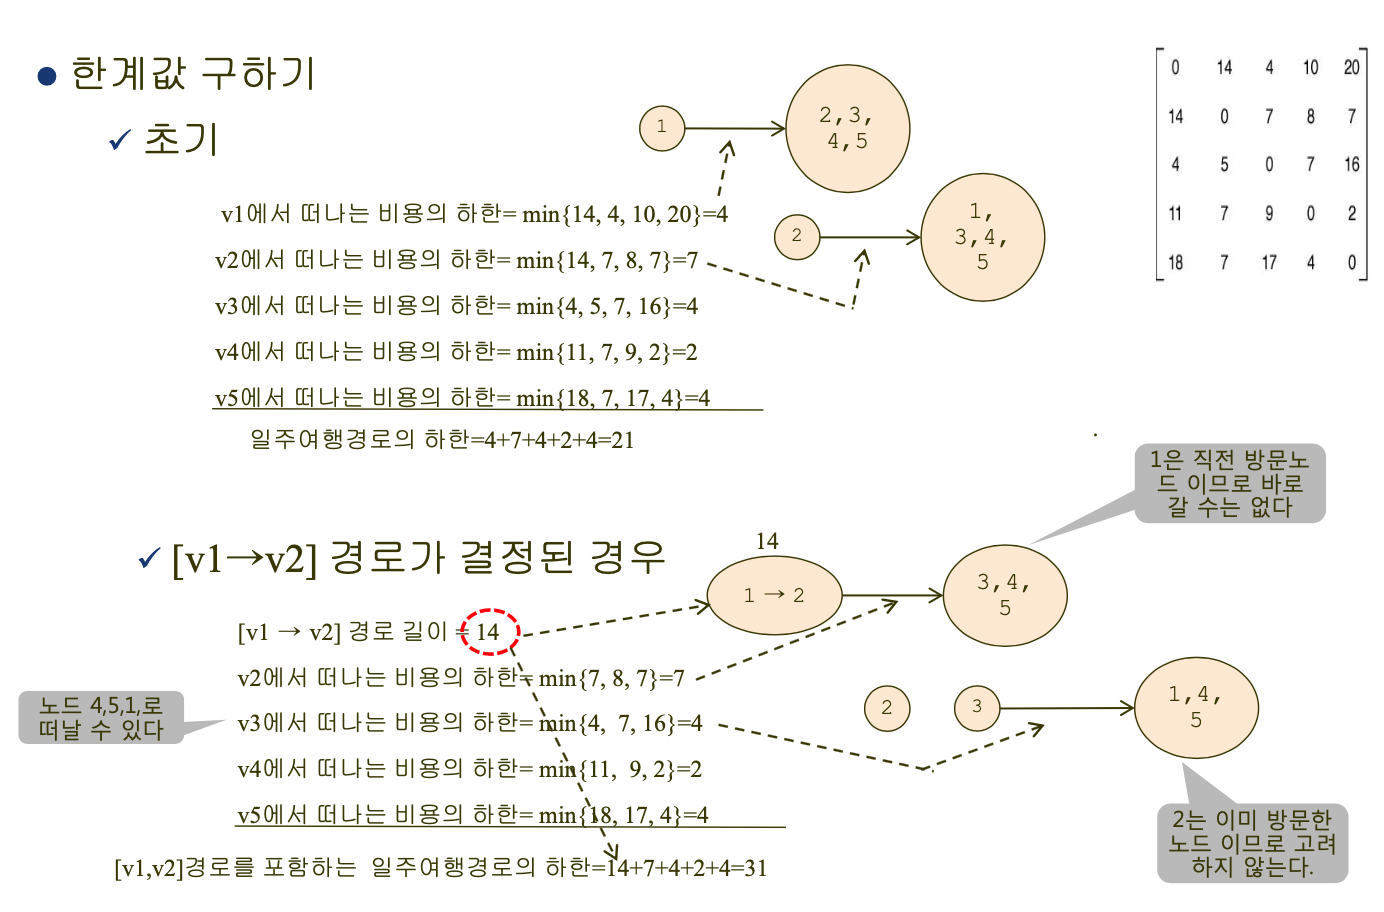 한계값 구하기
초기
v1에서 떠나는 비용의 하한= min{14, 4, 10, 20}=4
v2에서 떠나는 비용의 하한= min{14, 7, 8, 7}=7
v3에서 떠나는 비용의 하한= min{4, 5, 7, 16}=4
v4에서 떠나는 비용의 하한= min{11, 7, 9, 2}=2
v5에서 떠나는 비용의 하한= min{18, 7, 17, 4}=4
일주여행경로의 하한=4+7+4+2+4=21
1
2,3,
4,5
2
1,
3,4,
5
0 14 4 10 20
14 0 7 8 7
4 5 0 7 16
11 7 9 0 2
18 7 17 4 0
1은 직전 방문노
드 이므로 바로
갈 수는 없다
[v1→v2] 경로가 결정된 경우
[v1 → v2] 경로 길이 = 14
v2에서 떠나는 비용의 하한= min{7, 8, 7}=7
v3에서 떠나는 비용의 하한= min{4, 7, 16}=4
v4에서 떠나는 비용의 하한= min{11, 9, 2}=2
v5에서 떠나는 비용의 하한= min{18, 17, 4}=4
[v1,v2]경로를 포함하는 일주여행경로의 하한=14+7+4+2+4=31
노드 4,5,1,로
떠날 수 있다
14
1 → 2
3,4,
5
2
3
1,4,
5
2는 이미 방문한
노드 이므로 고려
하지 않는다.